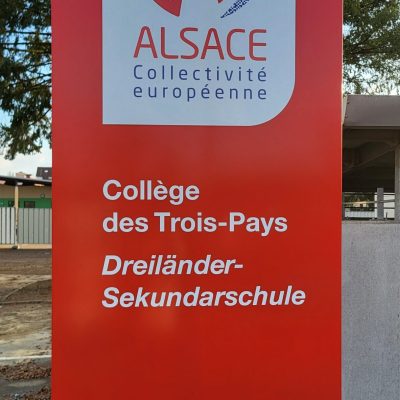 ALSACE
Collectivité
européenne
Collège
des Trois-Pays
Dreiländer-
Sekundarschule